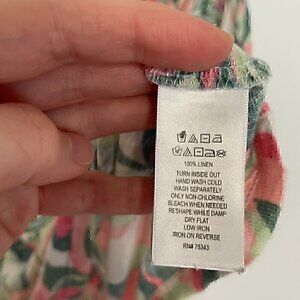 100% LINEN
TURN INSIDE OUT
HAND WASH COLD
WASH SEPARATELY
ONLY NON-CHLORINE
BLEACH WHEN NEEDED
RESHAPE WHILE DAMP
DRY FLAT
LOW IRON
IRON ON REVERSE
RN# 75343